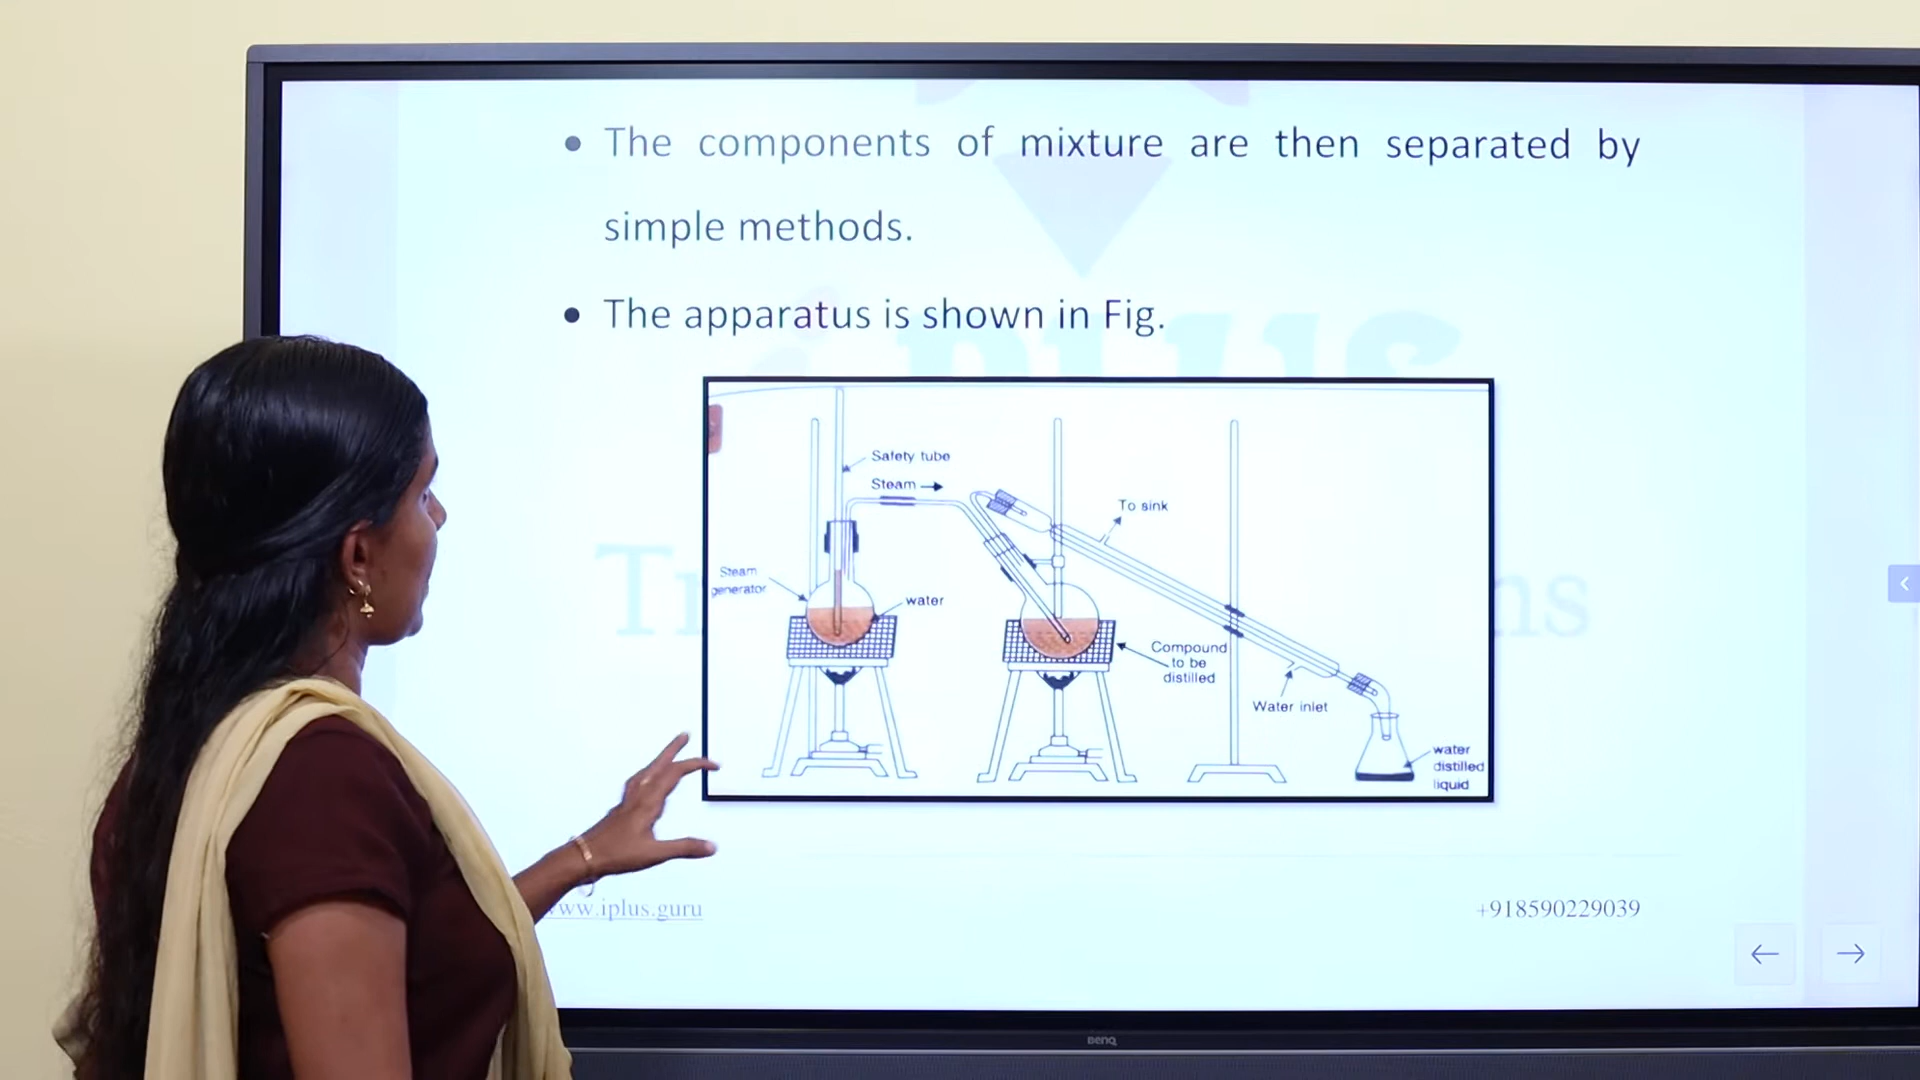 • The components of mixture are then separated by
simple methods.
• The apparatus is shown in Fig.
PLUS
Safety tube
Steam
To sink
Steam
generator
water
Compound
to be
distilled
Water inlet
water
distilled
liquid
www.iplus.guru
+918590229039
BenQ